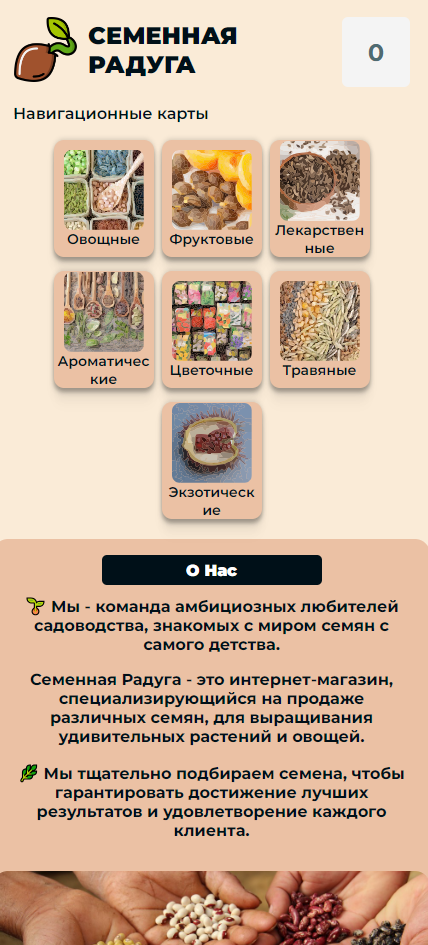 СЕМЕННАЯ
РАДУГА
0
Навигационные карты
Овощные
Фруктовые
Лекарствен
ные
Ароматичес
кие
Цветочные
Травяные
Экзотическ
ие
О Нас
Мы - команда амбициозных любителей
садоводства, знакомых с миром семян с
самого детства.
Семенная Радуга - это интернет-магазин,
специализирующийся на продаже
различных семян, для выращивания
удивительных растений и овощей.
Мы тщательно подбираем семена, чтобы
гарантировать достижение лучших
результатов и удовлетворение каждого
клиента.